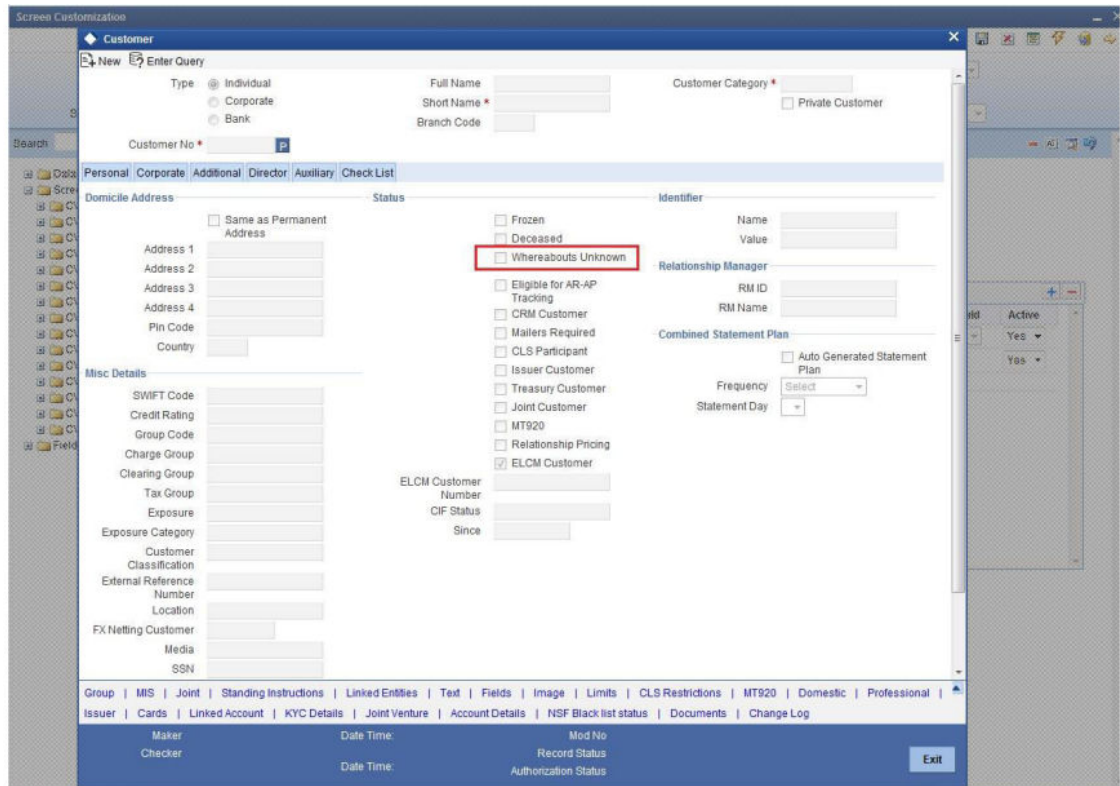 Screen Customization
Customer
New Enter Query
Type Individual
Corporate
Bank
Full Name
Short Name *
Branch Code
Customer Category *
Private Customer
Customer No * P
Search
Personal Corporate Additional Director Auxiliary Check List
Domicile Address
Same as Permanent
Address
Address 1
Address 2
Address 3
Address 4
Pin Code
Country
Misc Details
SWIFT Code
Credit Rating
Group Code
Charge Group
Clearing Group
Tax Group
Exposure
Exposure Category
Customer
Classification
External Reference
Number
Location
FX Netting Customer
Media
SSN
Status
Frozen
Deceased
Whereabouts Unknown
Eligible for AR-AP
Tracking
CRM Customer
Mailers Required
CLS Participant
Issuer Customer
Treasury Customer
Joint Customer
MT920
Relationship Pricing
ELCM Customer
ELCM Customer
Number
CIF Status
Since
Identifier
Name
Value
Relationship Manager
RM ID
RM Name
Combined Statement Plan
Auto Generated Statement
Plan
Frequency Select
Statement Day
Active
Yes
Yes
Group | MIS | Joint | Standing Instructions | Linked Entities | Text | Fields | Image | Limits | CLS Restrictions | MT920 | Domestic | Professional |
Issuer | Cards | Linked Account | KYC Details | Joint Venture | Account Details | NSF Black list status | Documents | Change Log
Maker Date Time: Mod No
Checker Record Status
Date Time: Authorization Status
Exit